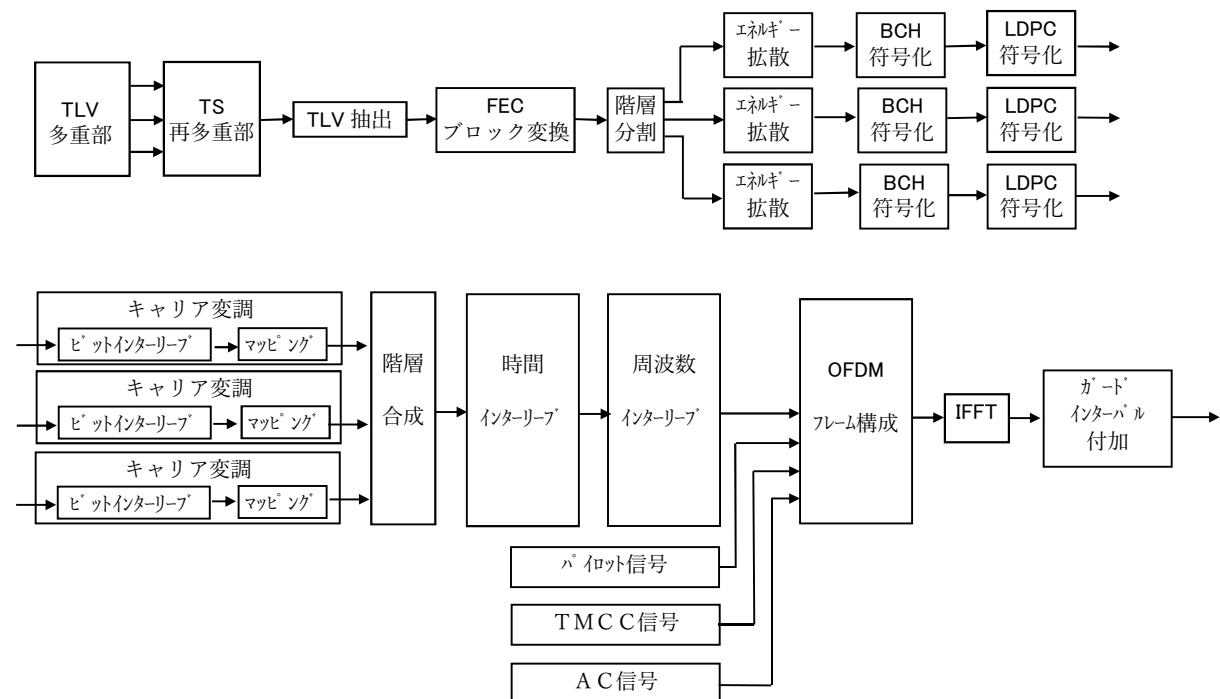 TLV
多重部
TS
再多重部
TLV 抽出
FEC
ブロック変換
階層
分割
ｴﾈﾙｷﾞｰ
拡散
BCH
符号化
LDPC
符号化
ｴﾈﾙｷﾞｰ
拡散
BCH
符号化
LDPC
符号化
ｴﾈﾙｷﾞｰ
拡散
BCH
符号化
LDPC
符号化
キャリア変調
ﾋﾞｯﾄｲﾝﾀｰﾘｰﾌﾞ
ﾏｯﾋﾟﾝｸﾞ
キャリア変調
ﾋﾞｯﾄｲﾝﾀｰﾘｰﾌﾞ
ﾏｯﾋﾟﾝｸﾞ
キャリア変調
ﾋﾞｯﾄｲﾝﾀｰﾘｰﾌﾞ
ﾏｯﾋﾟﾝｸﾞ
階層
合成
時間
ｲﾝﾀｰﾘｰﾌﾞ
周波数
ｲﾝﾀｰﾘｰﾌﾞ
OFDM
ﾌﾚｰﾑ構成
IFFT
ｶﾞｰﾄﾞ
ｲﾝﾀｰﾊﾞﾙ
付加
ﾊﾟｲﾛｯﾄ信号
ＴＭＣＣ信号
ＡＣ信号